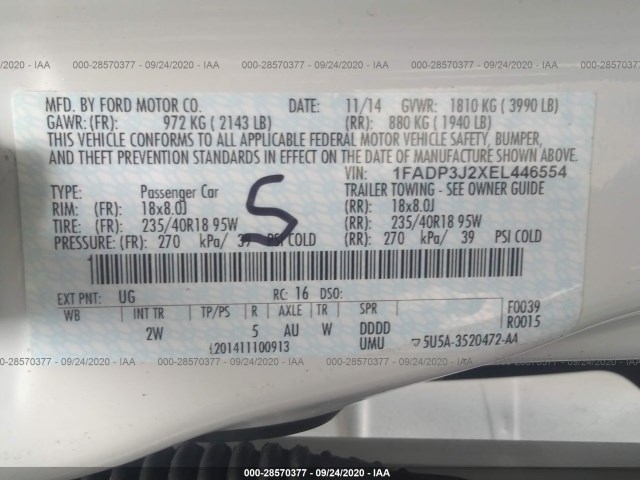 000-28570377 - 09/24/2020 - IAA
MFD. BY FORD MOTOR CO. DATE: 11/14 GVWR: 1810 KG ( 3990 LB)
GAWR: (FR): 972 KG ( 2143 LB) (RR): 880 KG ( 1940 LB)
THIS VEHICLE CONFORMS TO ALL APPLICABLE FEDERAL MOTOR VEHICLE SAFETY, BUMPER,
AND THEFT PREVENTION STANDARDS IN EFFECT ON THE DATE OF MANUFACTURE SHOWN ABOVE.
VIN: 1FADP3J2XEL446554
TYPE: Passenger Car TRAILER TOWING - SEE OWNER GUIDE
RIM: (FR): 18x8.0J (RR): 18x8.0J
TIRE: (FR): 235/40R18 95W (RR): 235/40R18 95W
PRESSURE: (FR): 270 kPa/ 39 PSI COLD (RR): 270 kPa/ 39 PSI COLD
5
EXT PNT: UG RC: 16 DSO:
WB INT TR TP/PS R AXLE TR SPR F0039
2W 5 AU W DDDD R0015
L201411100913 UMU 5U5A-3520472-AA
000-28570377 - 09/24/2020 - IAA